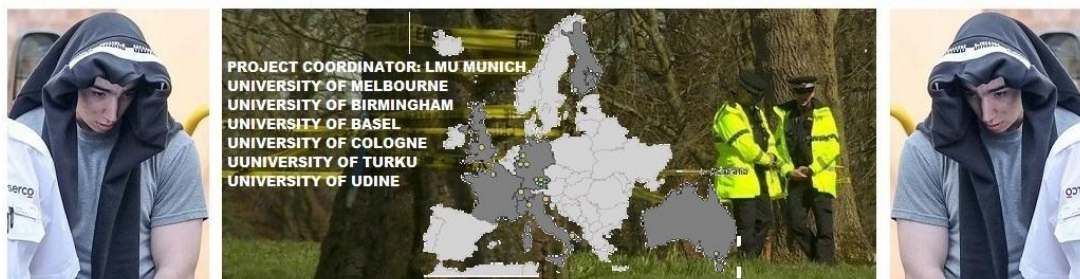 PROJECT COORDINATOR: LMU MUNICH
UNIVERSITY OF MELBOURNE
UNIVERSITY OF BIRMINGHAM
UNIVERSITY OF BASEL
UNIVERSITY OF COLOGNE
UUNIVERSITY OF TURKU
UNIVERSITY OF UDINE
serco